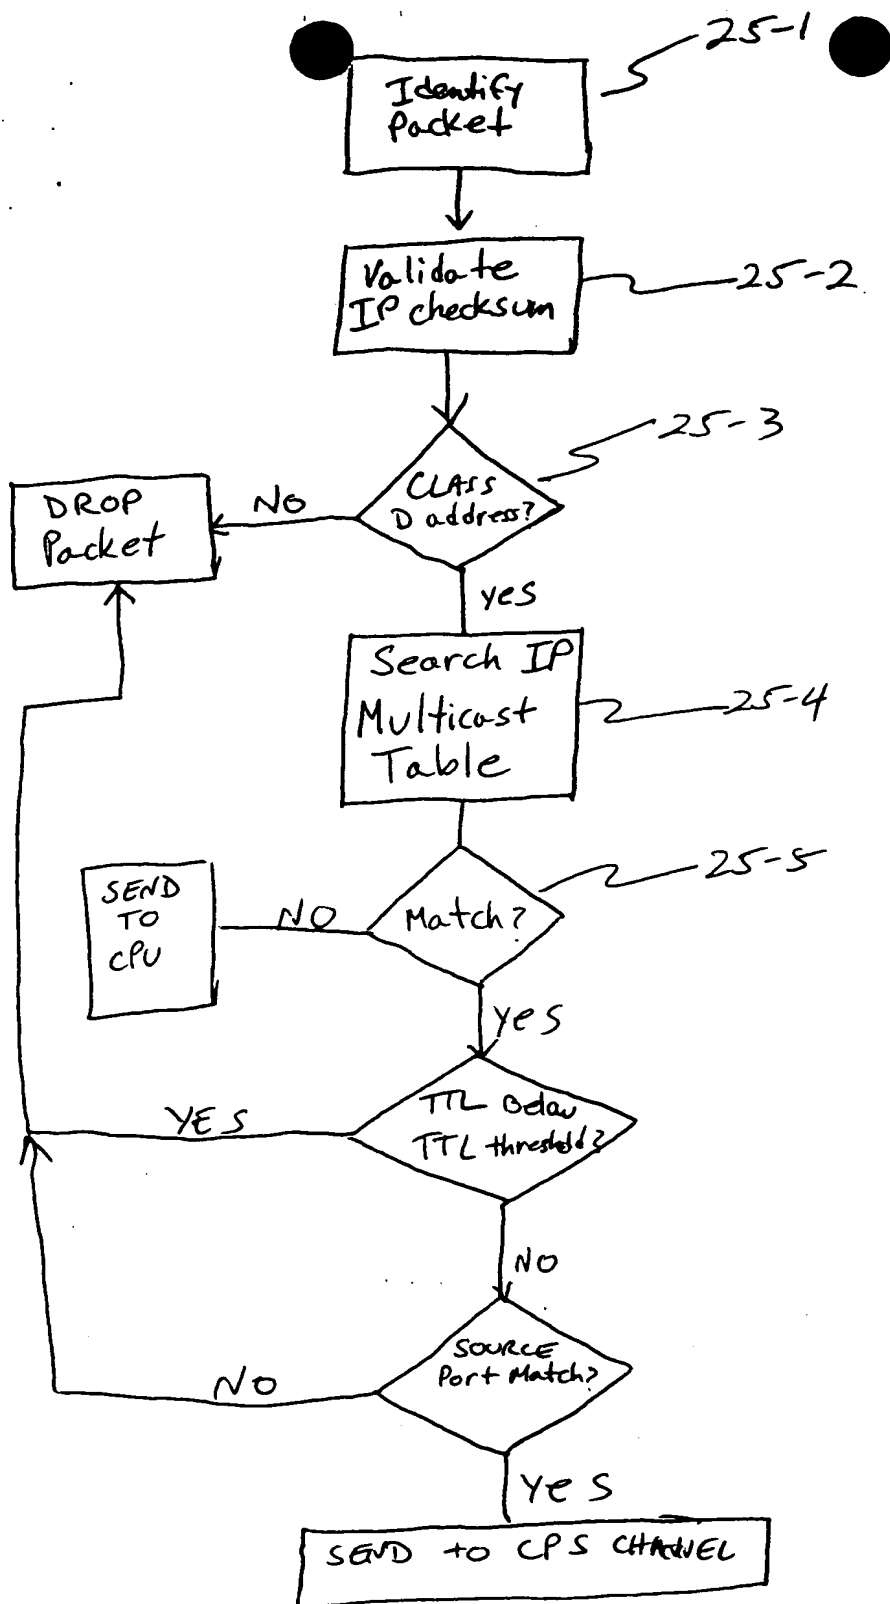 25-1
Identify
Packet
Validate
IP checksum
25-2
25-3
CLASS
D address?
NO
DROP
Packet
yes
Search IP
Multicast
Table
25-4
25-5
Match?
NO
SEND
TO
CPU
yes
TTL Below
TTL threshold?
YES
NO
SOURCE
Port Match?
NO
yes
SEND to CPS CHANNEL